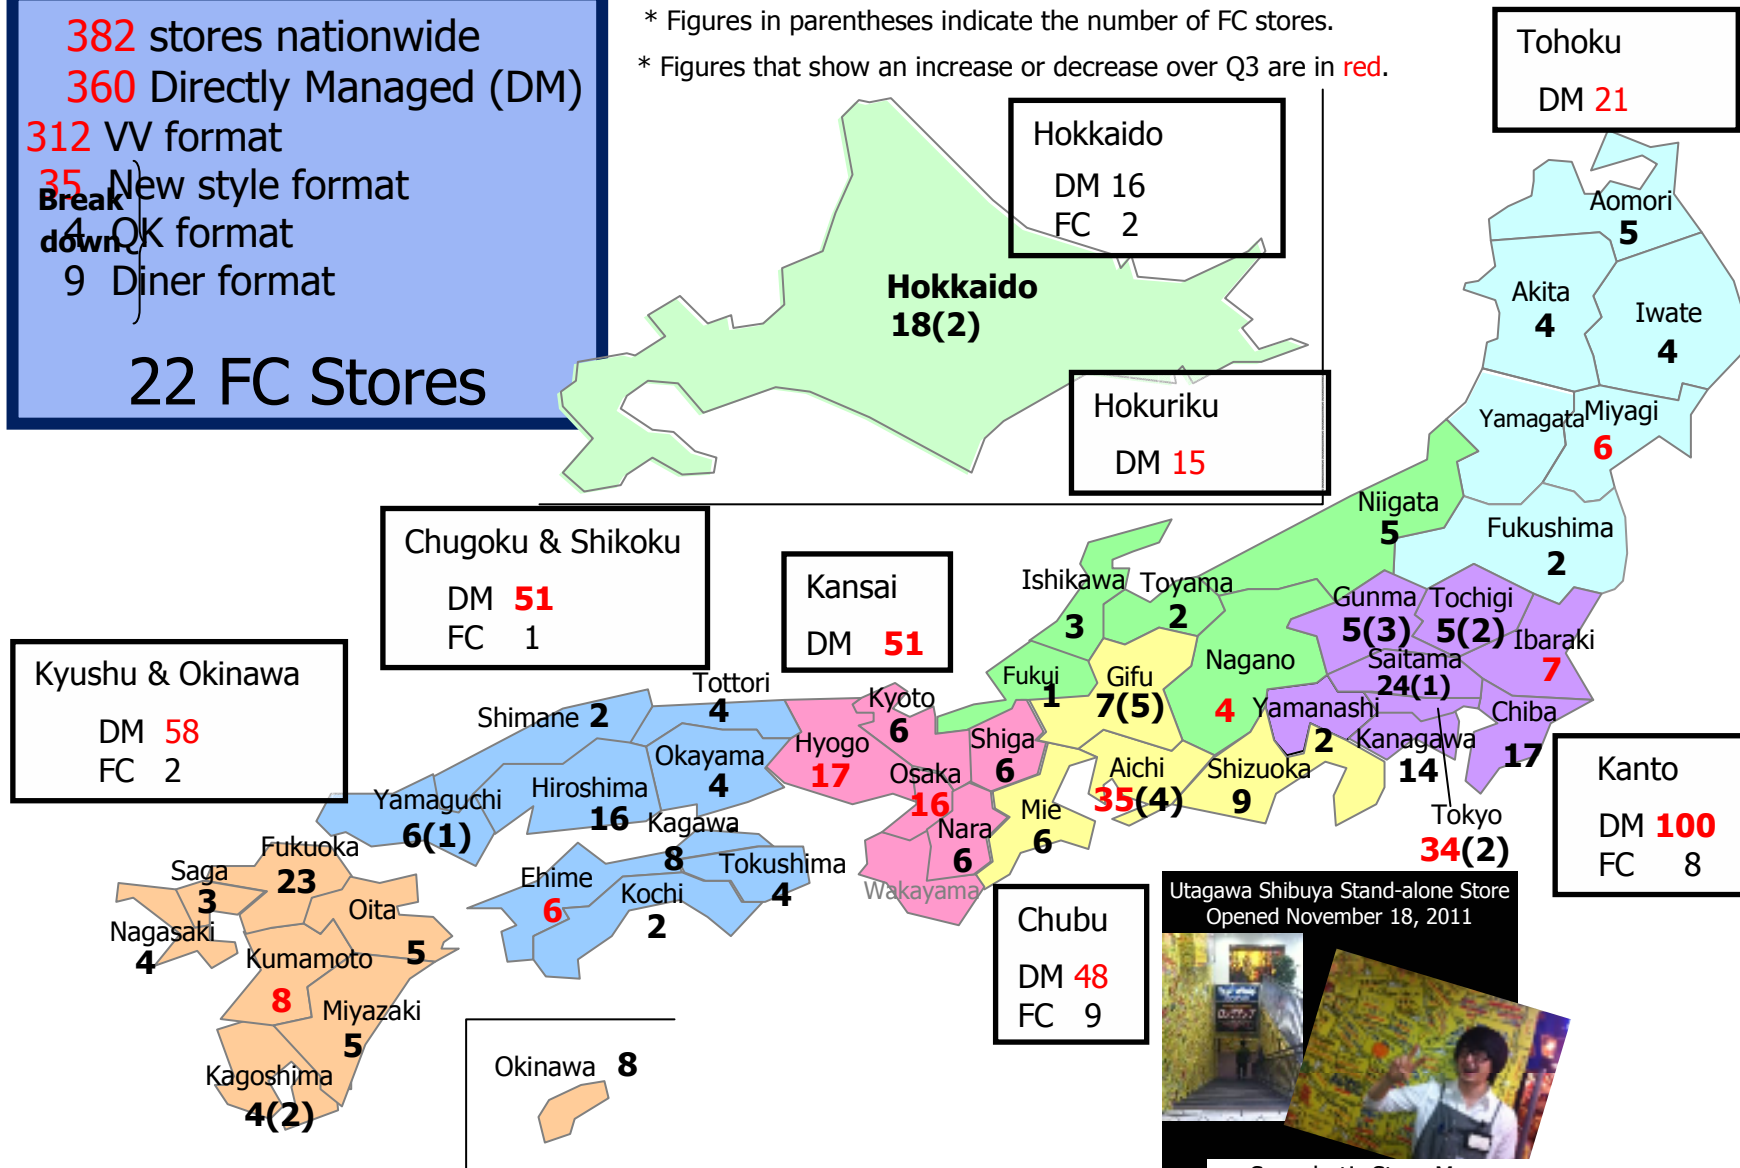 382 stores nationwide
360 Directly Managed (DM)
312 VV format
35 New style format
4 QK format
9 Diner format
Break
down
22 FC Stores
* Figures in parentheses indicate the number of FC stores.
* Figures that show an increase or decrease over Q3 are in red.
Tohoku
DM 21
Hokkaido
DM 16
FC 2
Hokkaido
18(2)
Hokuriku
DM 15
Aomori
5
Akita
4
Iwate
4
Yamagata
Miyagi
6
Fukushima
2
Niigata
5
Chugoku & Shikoku
DM 51
FC 1
Kansai
DM 51
Kyushu & Okinawa
DM 58
FC 2
Ishikawa
3
Toyama
2
Fukui
1
Nagano
4
Gifu
7(5)
Gunma
5(3)
Tochigi
5(2)
Ibaraki
7
Saitama
24(1)
Yamanashi
2
Chiba
17
Kanagawa
14
Tokyo
34(2)
Kanto
DM 100
FC 8
Shizuoka
9
Aichi
35(4)
Mie
6
Chubu
DM 48
FC 9
Kyoto
6
Shiga
6
Hyogo
17
Osaka
16
Nara
6
Wakayama
Tottori
4
Shimane 2
Okayama
4
Hiroshima
16
Yamaguchi
6(1)
Kagawa
8
Tokushima
4
Ehime
6
Kochi
2
Fukuoka
23
Saga
3
Nagasaki
4
Oita
5
Kumamoto
8
Miyazaki
5
Kagoshima
4(2)
Okinawa 8
Utagawa Shibuya Stand-alone Store
Opened November 18, 2011